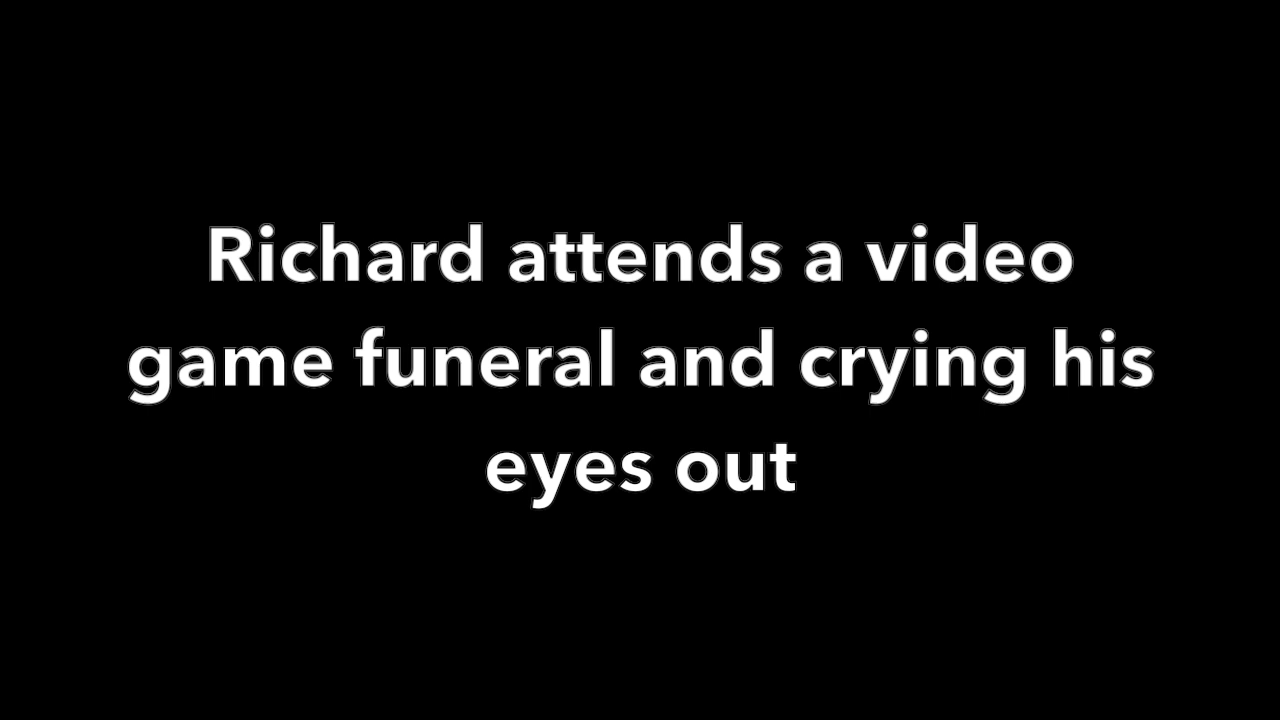 Richard attends a video
game funeral and crying his
eyes out